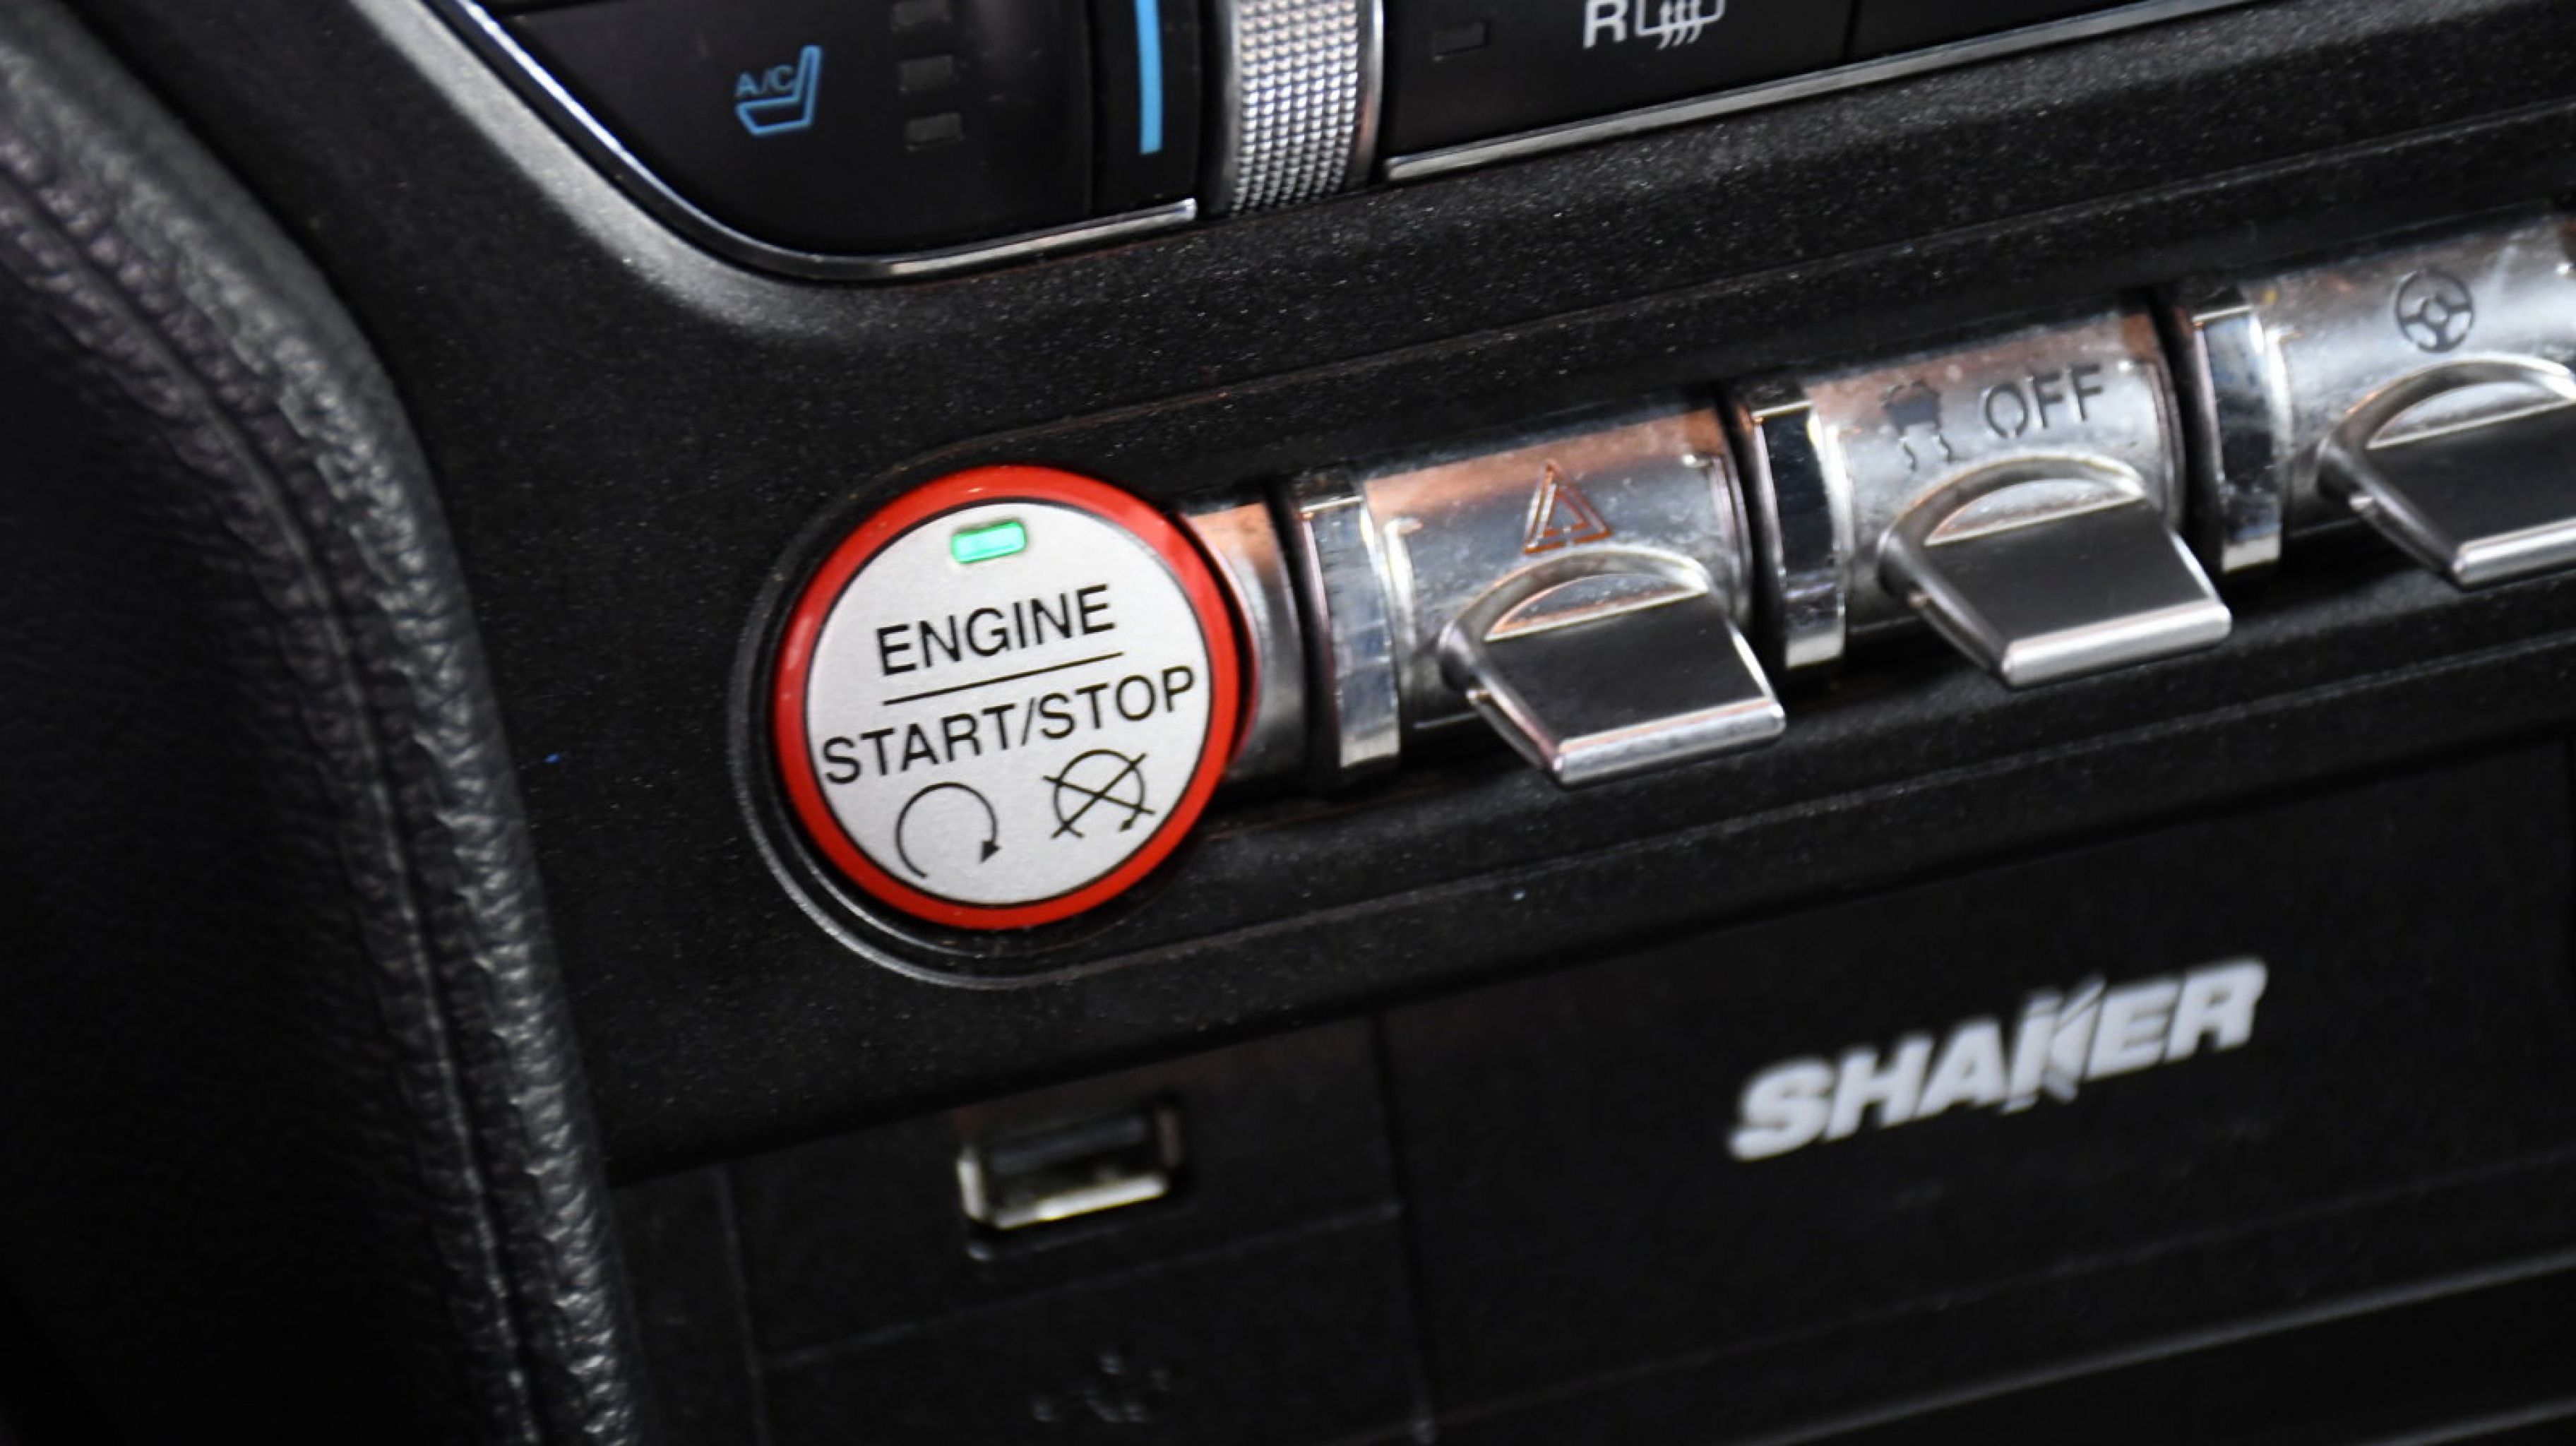 A/C
R
OFF
ENGINE
START/STOP
SHAKER